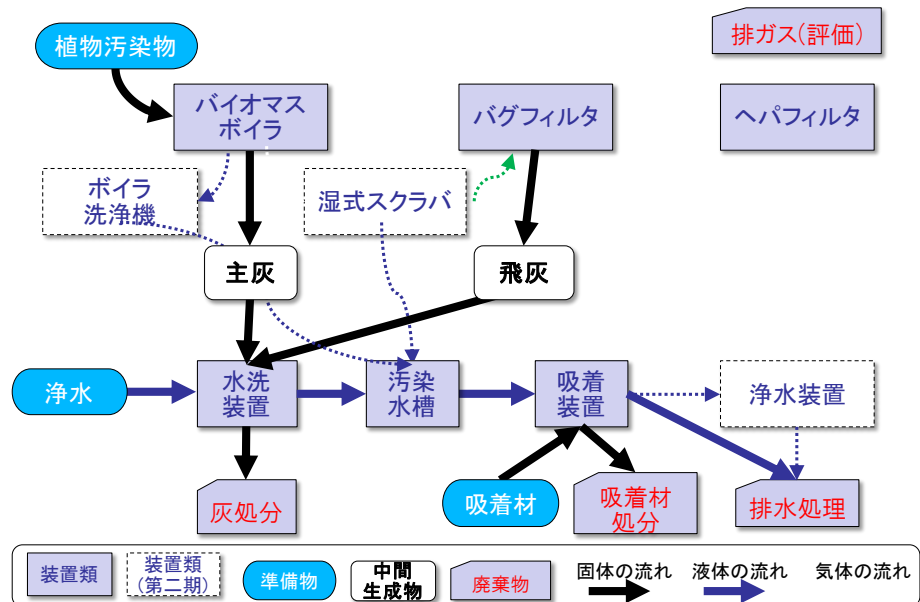 植物汚染物
排ガス(評価)
バイオマス
ボイラ
バグフィルタ
ヘパフィルタ
ボイラ
洗浄機
湿式スクラバ
主灰
飛灰
浄水
水洗
装置
汚染
水槽
吸着
装置
浄水装置
灰処分
吸着材
吸着材
処分
排水処理
装置類
装置類
(第二期)
準備物
中間
生成物
廃棄物
固体の流れ
液体の流れ
気体の流れ